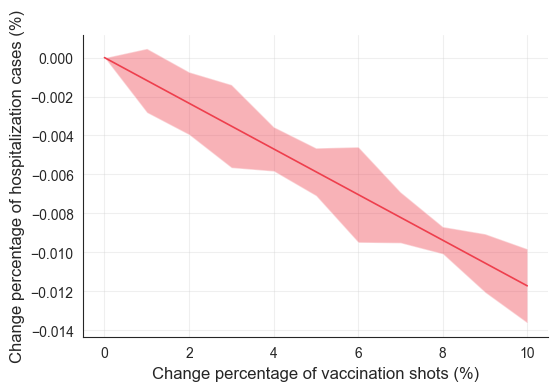 Change percentage of hospitalization cases (%)
0.000
−0.002
−0.004
−0.006
−0.008
−0.010
−0.012
−0.014
0 2 4 6 8 10
Change percentage of vaccination shots (%)